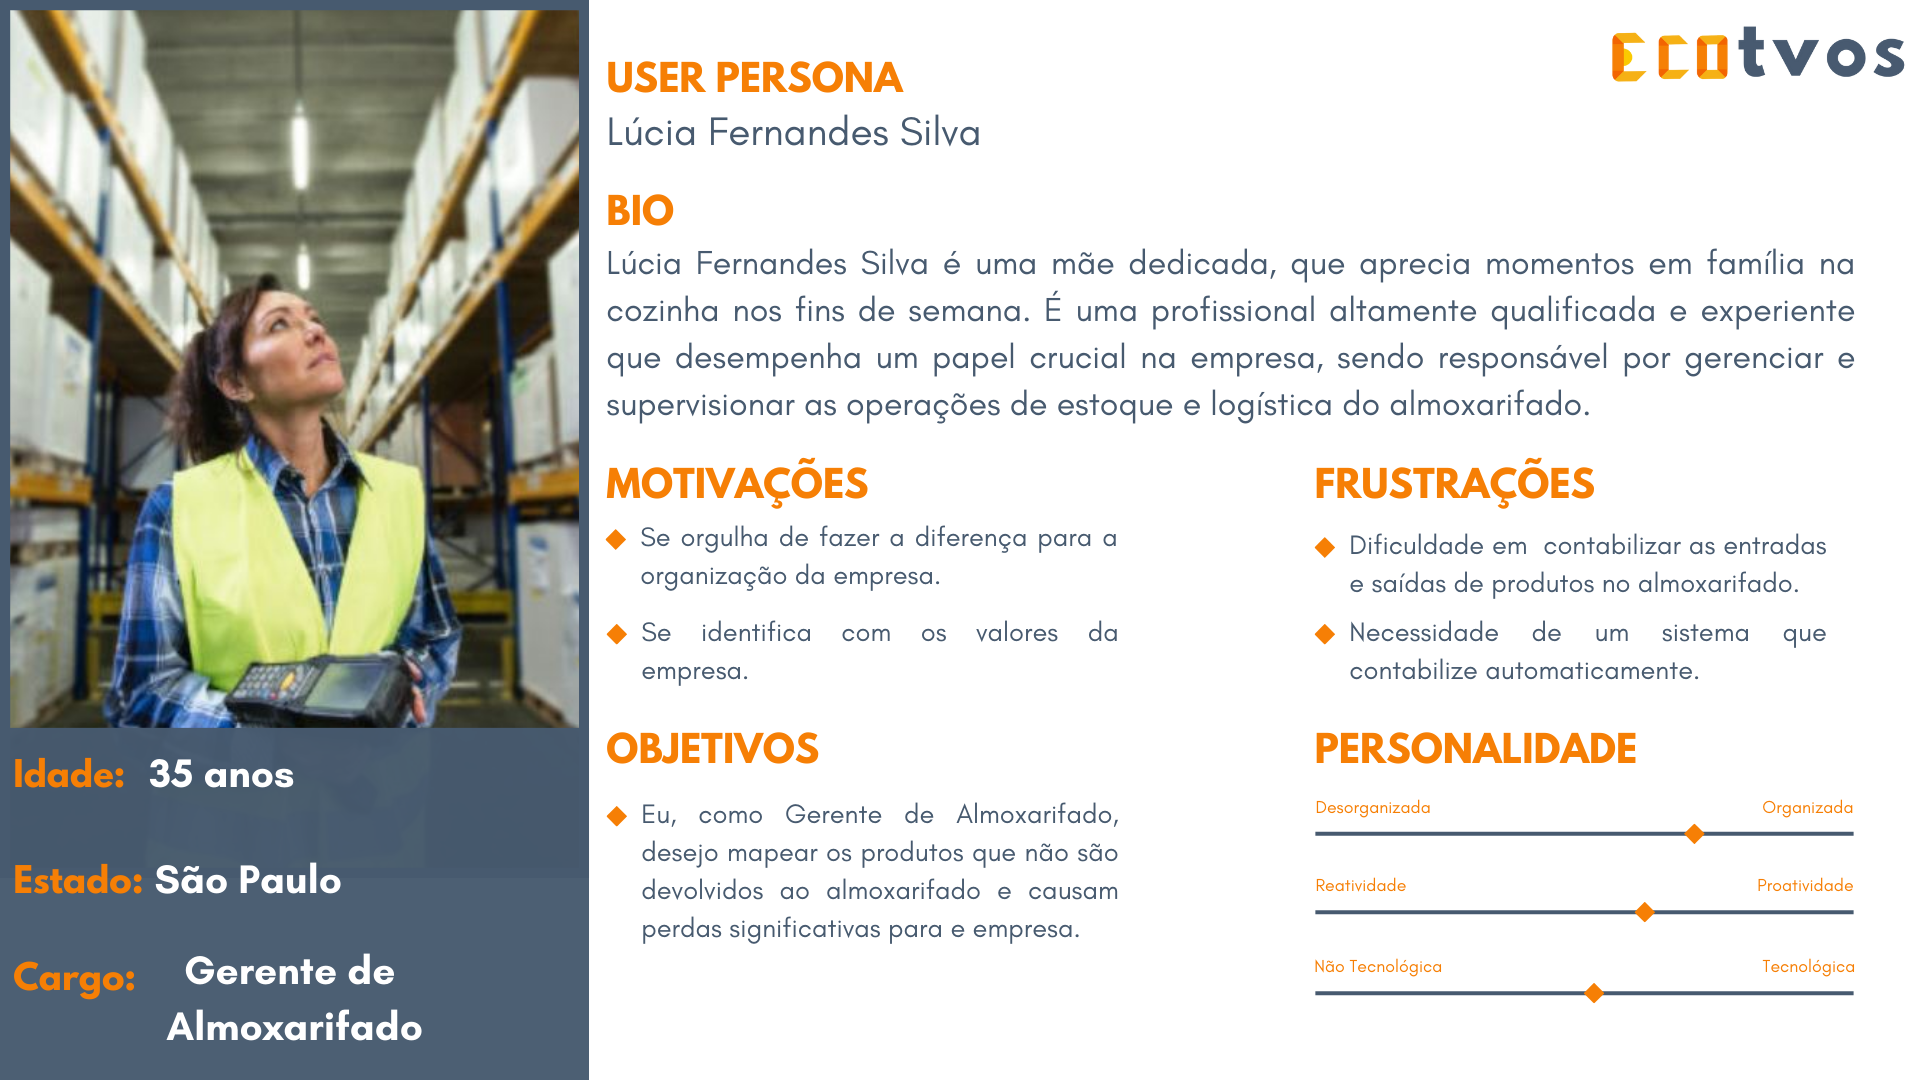 Ecotvos
USER PERSONA
Lúcia Fernandes Silva
BIO
Lúcia Fernandes Silva é uma mãe dedicada, que aprecia momentos em família na
cozinha nos fins de semana. É uma profissional altamente qualificada e experiente
que desempenha um papel crucial na empresa, sendo responsável por gerenciar e
supervisionar as operações de estoque e logística do almoxarifado.
MOTIVAÇÕES
Se orgulha de fazer a diferença para a
organização da empresa.
Se identifica com os valores da
empresa.
FRUSTRAÇÕES
Dificuldade em contabilizar as entradas
e saídas de produtos no almoxarifado.
Necessidade de um sistema que
contabilize automaticamente.
OBJETIVOS
Eu, como Gerente de Almoxarifado,
desejo mapear os produtos que não são
devolvidos ao almoxarifado e causam
perdas significativas para e empresa.
PERSONALIDADE
Desorganizada Organizada
Reatividade Proatividade
Não Tecnológica Tecnológica
Idade: 35 anos
Estado: São Paulo
Cargo: Gerente de
Almoxarifado